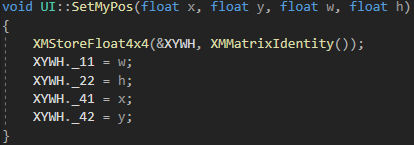 void UI::SetMyPos(float x, float y, float w, float h)
{
XMStoreFloat4x4(&XYWH, XMMatrixIdentity());
XYWH._11 = w;
XYWH._22 = h;
XYWH._41 = x;
XYWH._42 = y;
}